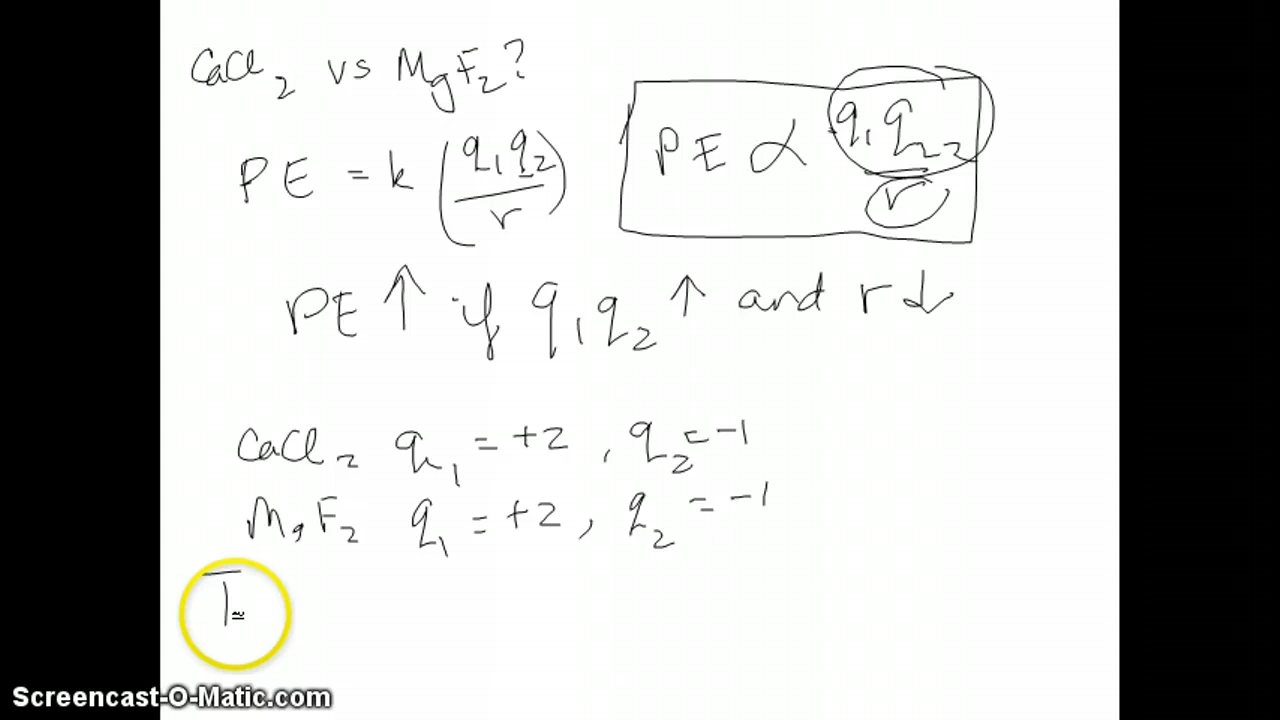 CaCl₂ vs MgF₂?
PE = k (q₁q₂/r)
PE ∝ q₁q₂/r
PE ↑ if q₁q₂ ↑ and r ↓
CaCl₂ q₁ = +2, q₂ = -1
MgF₂ q₁ = +2, q₂ = -1
T
Screencast-O-Matic.com